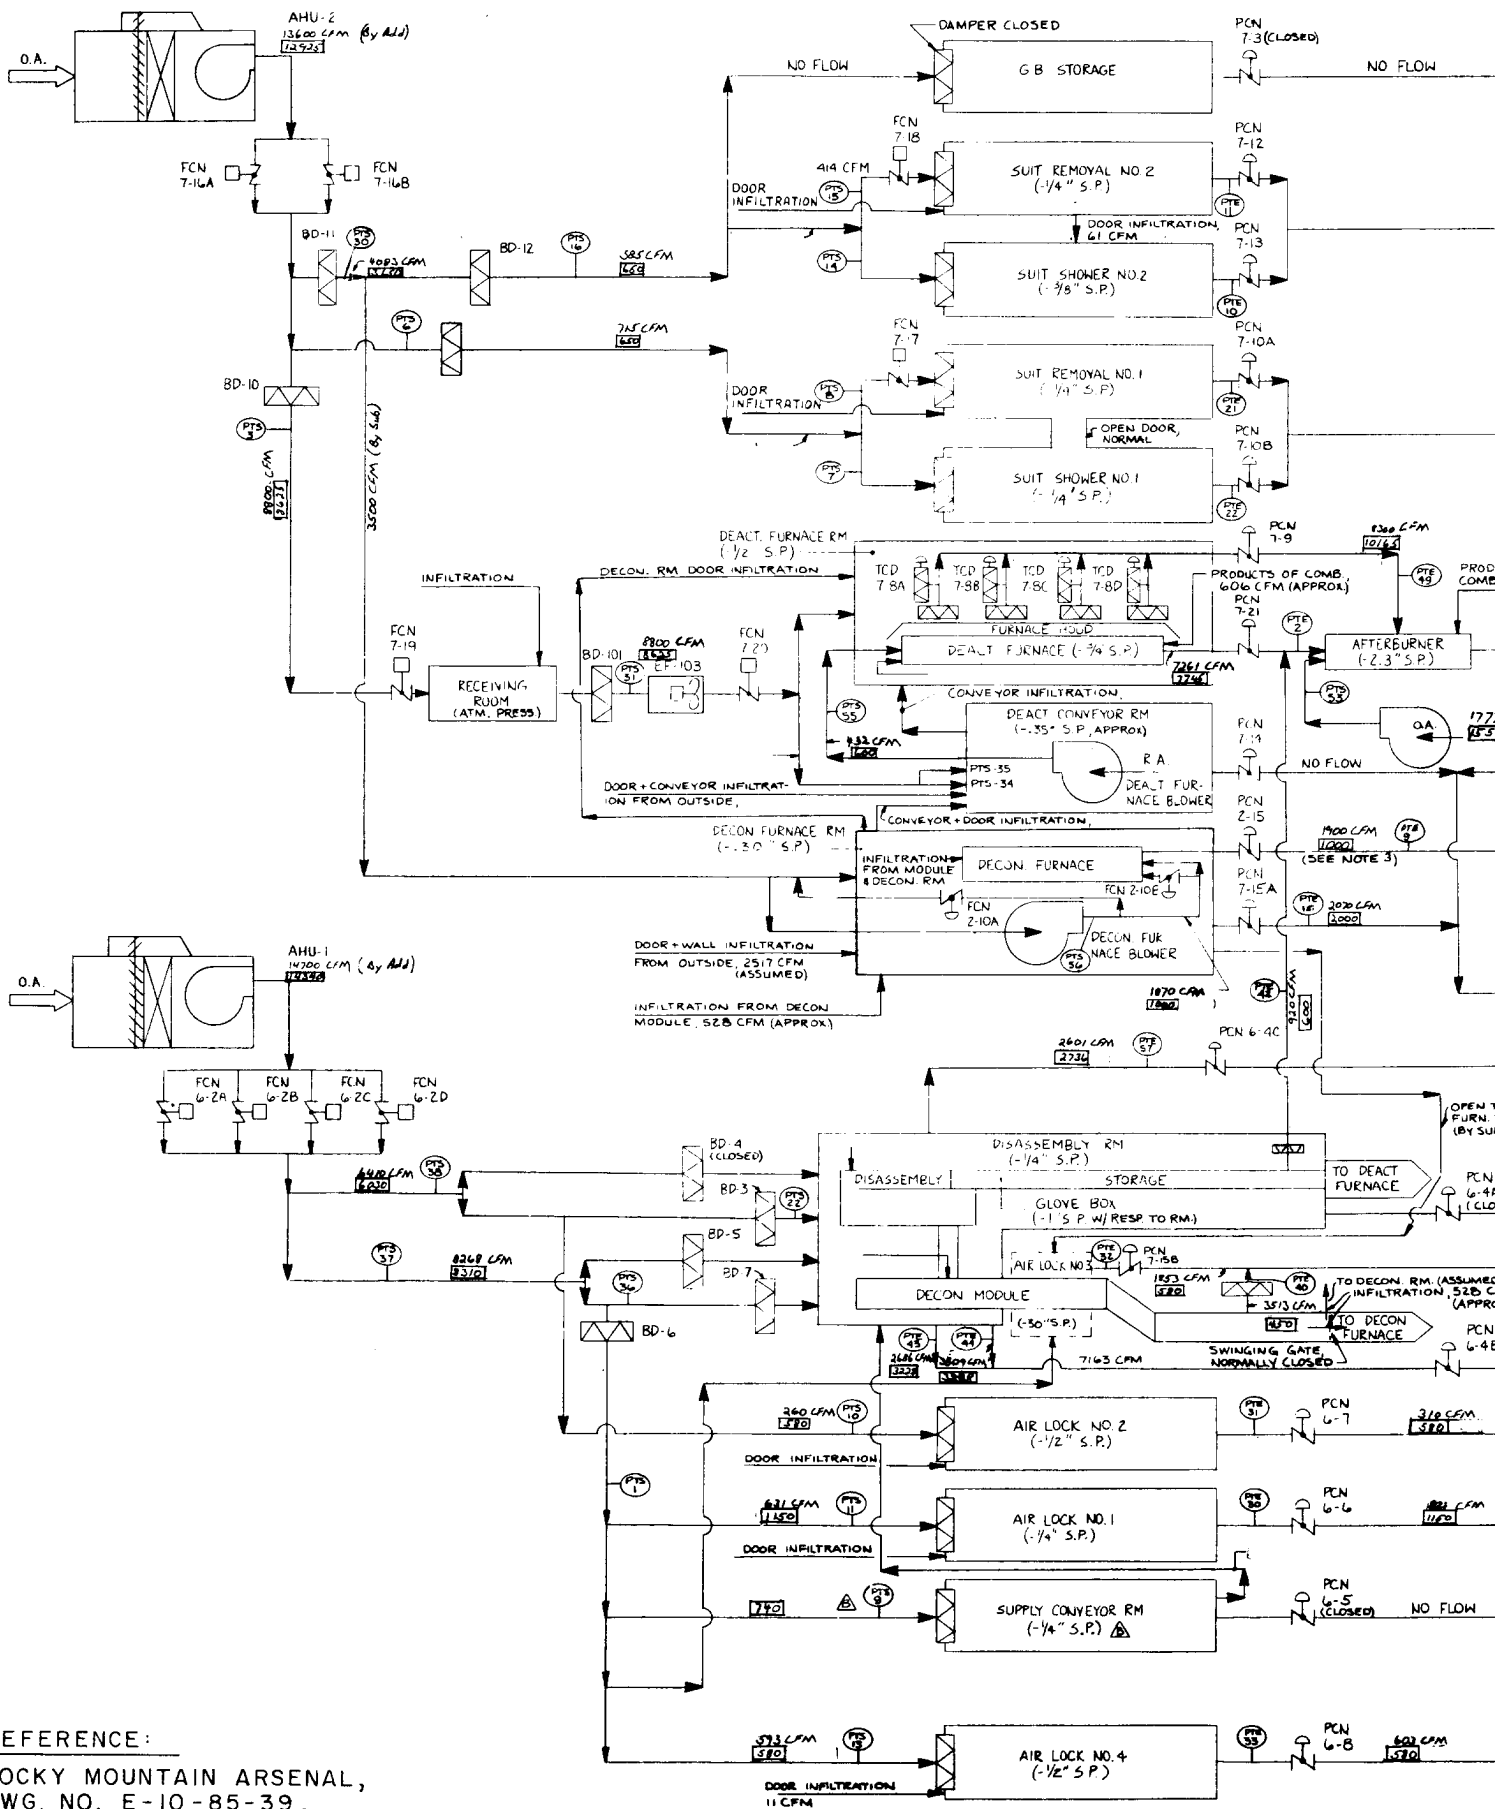 AHU-2
13600 CFM (By Add)
12925
O.A.
FCN
7-16A
FCN
7-16B
BD-11
PTS
30
4083 CFM
BD-12
PTS
16
585 CFM
650
PTS
6
715 CFM
650
BD-10
PTS
3
8800 CFM
8625
3500 CFM (By Sub)
NO FLOW
DAMPER CLOSED
GB STORAGE
PCN
7-3 (CLOSED)
NO FLOW
FCN
7-18
414 CFM
PTS
15
DOOR
INFILTRATION
SUIT REMOVAL NO. 2
(-1/4" S.P.)
PCN
7-12
PTE
11
DOOR INFILTRATION,
61 CFM
PTS
14
SUIT SHOWER NO. 2
(-3/8" S.P.)
PCN
7-13
PTE
10
FCN
7-17
PTS
8
DOOR
INFILTRATION
SUIT REMOVAL NO. 1
(-1/4" S.P.)
PCN
7-10A
PTE
21
OPEN DOOR,
NORMAL
PTS
7
SUIT SHOWER NO. 1
(-1/4" S.P.)
PCN
7-10B
PTE
22
DEACT. FURNACE RM
(-1/2" S.P.)
DECON. RM DOOR INFILTRATION
INFILTRATION
TCD
7-8A
TCD
7-8B
TCD
7-8C
TCD
7-8D
FURNACE HOOD
DEACT FURNACE (-3/4" S.P.)
PCN
7-9
8300 CFM
10165
PTE
49
PRODUCTS OF COMB.,
606 CFM (APPROX.)
PCN
7-21
PTE
2
7261 CFM
7746
AFTERBURNER
(-2.3" S.P.)
PTS
53
O.A.
FCN
7-19
RECEIVING
ROOM
(ATM. PRESS.)
BD-101
PTS
31
8800 CFM
8625
EF-103
FCN
7-20
CONVEYOR INFILTRATION,
PTS
55
432 CFM
600
DEACT CONVEYOR RM
(-.35" S.P., APPROX)
R.A.
DEACT FUR-
NACE BLOWER
PTS-35
PTS-34
PCN
7-14
NO FLOW
DOOR + CONVEYOR INFILTRAT-
ION FROM OUTSIDE,
CONVEYOR + DOOR INFILTRATION,
DECON FURNACE RM
(-.30" S.P.)
INFILTRATION
FROM MODULE
& DECON. RM
DECON. FURNACE
FCN 2-10E
FCN
2-10A
DECON FUR
NACE BLOWER
PTS
56
PCN
2-15
1900 CFM
1000
PTE
9
(SEE NOTE 3)
PCN
7-15A
2070 CFM
2000
DOOR + WALL INFILTRATION
FROM OUTSIDE, 2517 CFM
(ASSUMED)
INFILTRATION FROM DECON
MODULE, 528 CFM (APPROX)
1870 CFM
920 CFM
600
AHU-1
14700 CFM (By Add)
14340
O.A.
FCN
6-2A
FCN
6-2B
FCN
6-2C
FCN
6-2D
6410 CFM
6030
PTS
38
PTS
37
8268 CFM
8310
BD-4
(CLOSED)
BD-3
PTS
22
BD-5
PTS
36
BD-7
BD-6
2601 CFM
2736
PTE
57
PCN 6-4C
DISASSEMBLY RM
(-1/4" S.P.)
DISASSEMBLY
STORAGE
GLOVE BOX
(-1" S.P. W/ RESP. TO RM.)
TO DEACT
FURNACE
AIR LOCK NO. 3
PTE
32
PCN
7-15B
1853 CFM
580
DECON MODULE
(-30" S.P.)
PTE
40
3513 CFM
TO DECON
FURNACE
SWINGING GATE,
NORMALLY CLOSED
PTE
43
PTE
44
7163 CFM
260 CFM
580
PTS
10
DOOR INFILTRATION
AIR LOCK NO. 2
(-1/2" S.P.)
PTE
31
PCN
6-7
310 CFM
580
PTS
1
631 CFM
1150
PTS
11
DOOR INFILTRATION
AIR LOCK NO. 1
(-1/4" S.P.)
PTE
30
PCN
6-6
1160
740
B
PTS
9
SUPPLY CONVEYOR RM
(-1/4" S.P.) B
PCN
6-5
(CLOSED)
NO FLOW
593 CFM
580
PTS
13
DOOR INFILTRATION
11 CFM
AIR LOCK NO. 4
(-1/2" S.P.)
PTE
33
PCN
6-8
602 CFM
580
EFERENCE:
OCKY MOUNTAIN ARSENAL,
WG. NO. E-10-85-39.